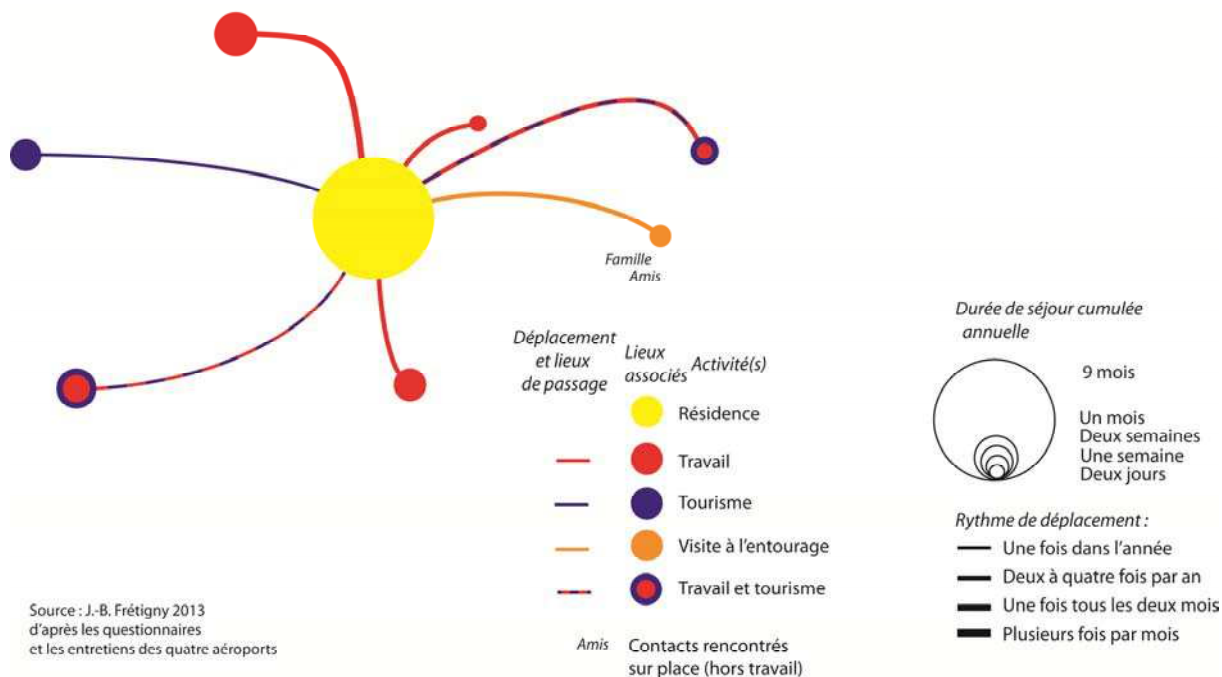 Famille
Amis
Déplacement
et lieux
de passage
Lieux
associés
Activité(s)
Résidence
Travail
Tourisme
Visite à l'entourage
Travail et tourisme
Amis
Contacts rencontrés
sur place (hors travail)
Durée de séjour cumulée
annuelle
9 mois
Un mois
Deux semaines
Une semaine
Deux jours
Rythme de déplacement :
Une fois dans l'année
Deux à quatre fois par an
Une fois tous les deux mois
Plusieurs fois par mois
Source : J.-B. Frétigny 2013
d'après les questionnaires
et les entretiens des quatre aéroports